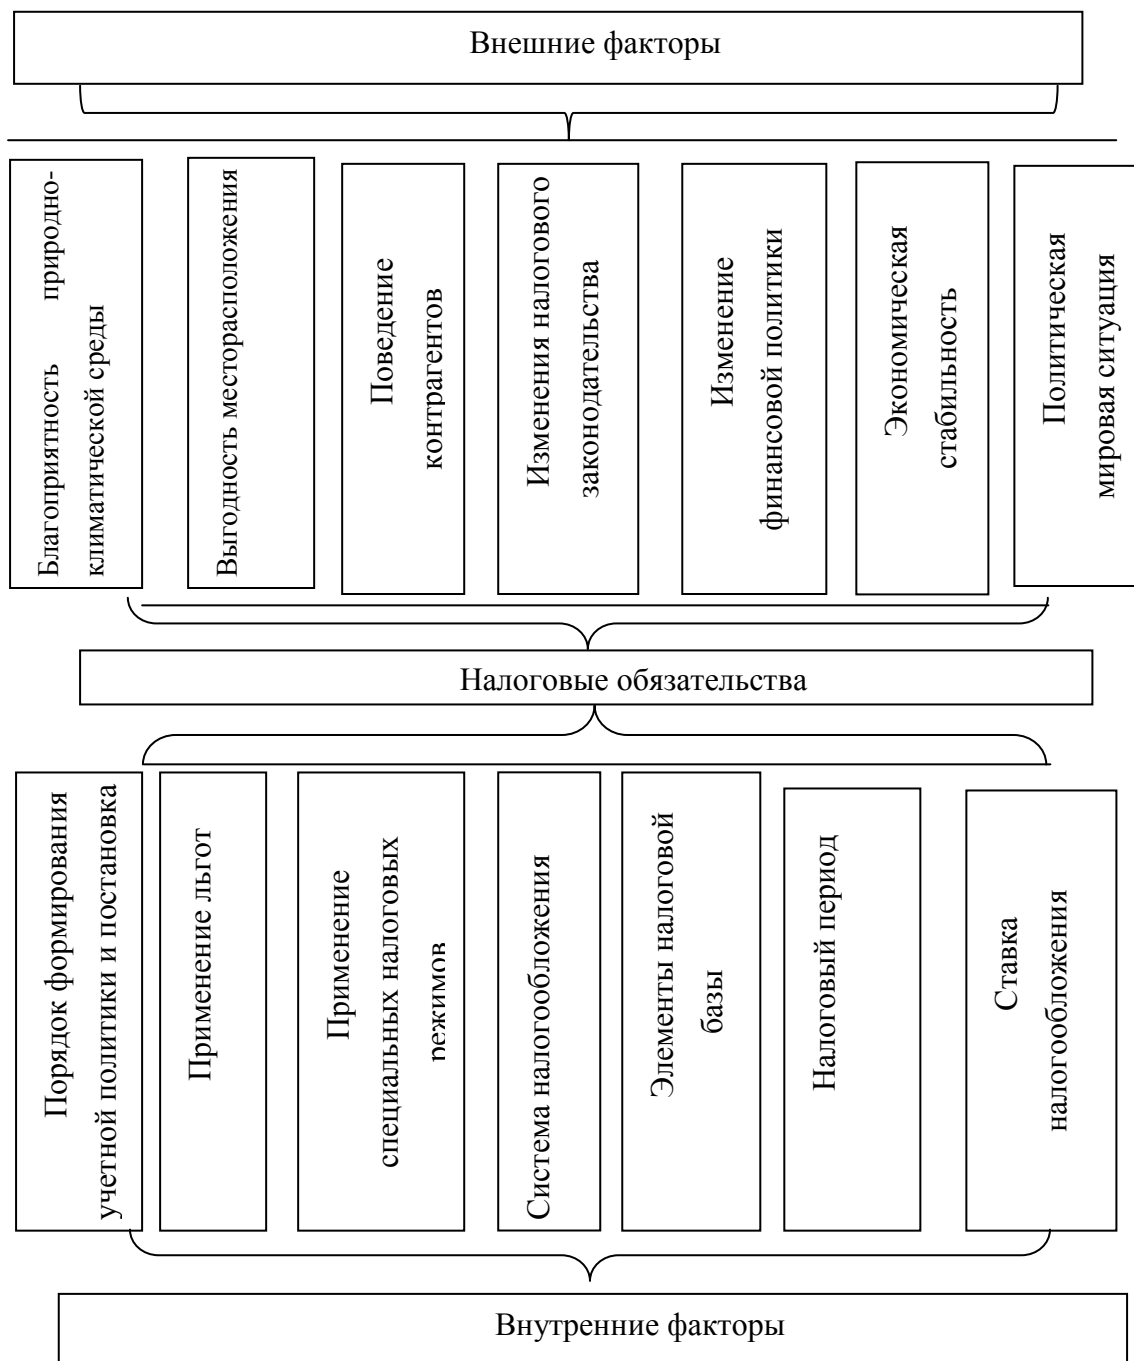 Внешние факторы
Благоприятность природно-
климатической среды
Выгодность месторасположения
Поведение
контрагентов
Изменения налогового
законодательства
Изменение
финансовой политики
Экономическая
стабильность
Политическая
мировая ситуация
Налоговые обязательства
Порядок формирования
учетной политики и постановка
Применение льгот
Применение
специальных налоговых
режимов
Система налогообложения
Элементы налоговой
базы
Налоговый период
Ставка
налогообложения
Внутренние факторы